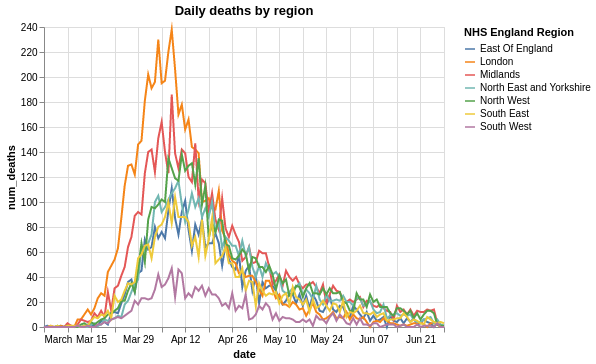 Daily deaths by region
240
220
200
180
160
140
120
100
80
60
40
20
0
num_deaths
March Mar 15 Mar 29 Apr 12 Apr 26 May 10 May 24 Jun 07 Jun 21
date
NHS England Region
East Of England
London
Midlands
North East and Yorkshire
North West
South East
South West